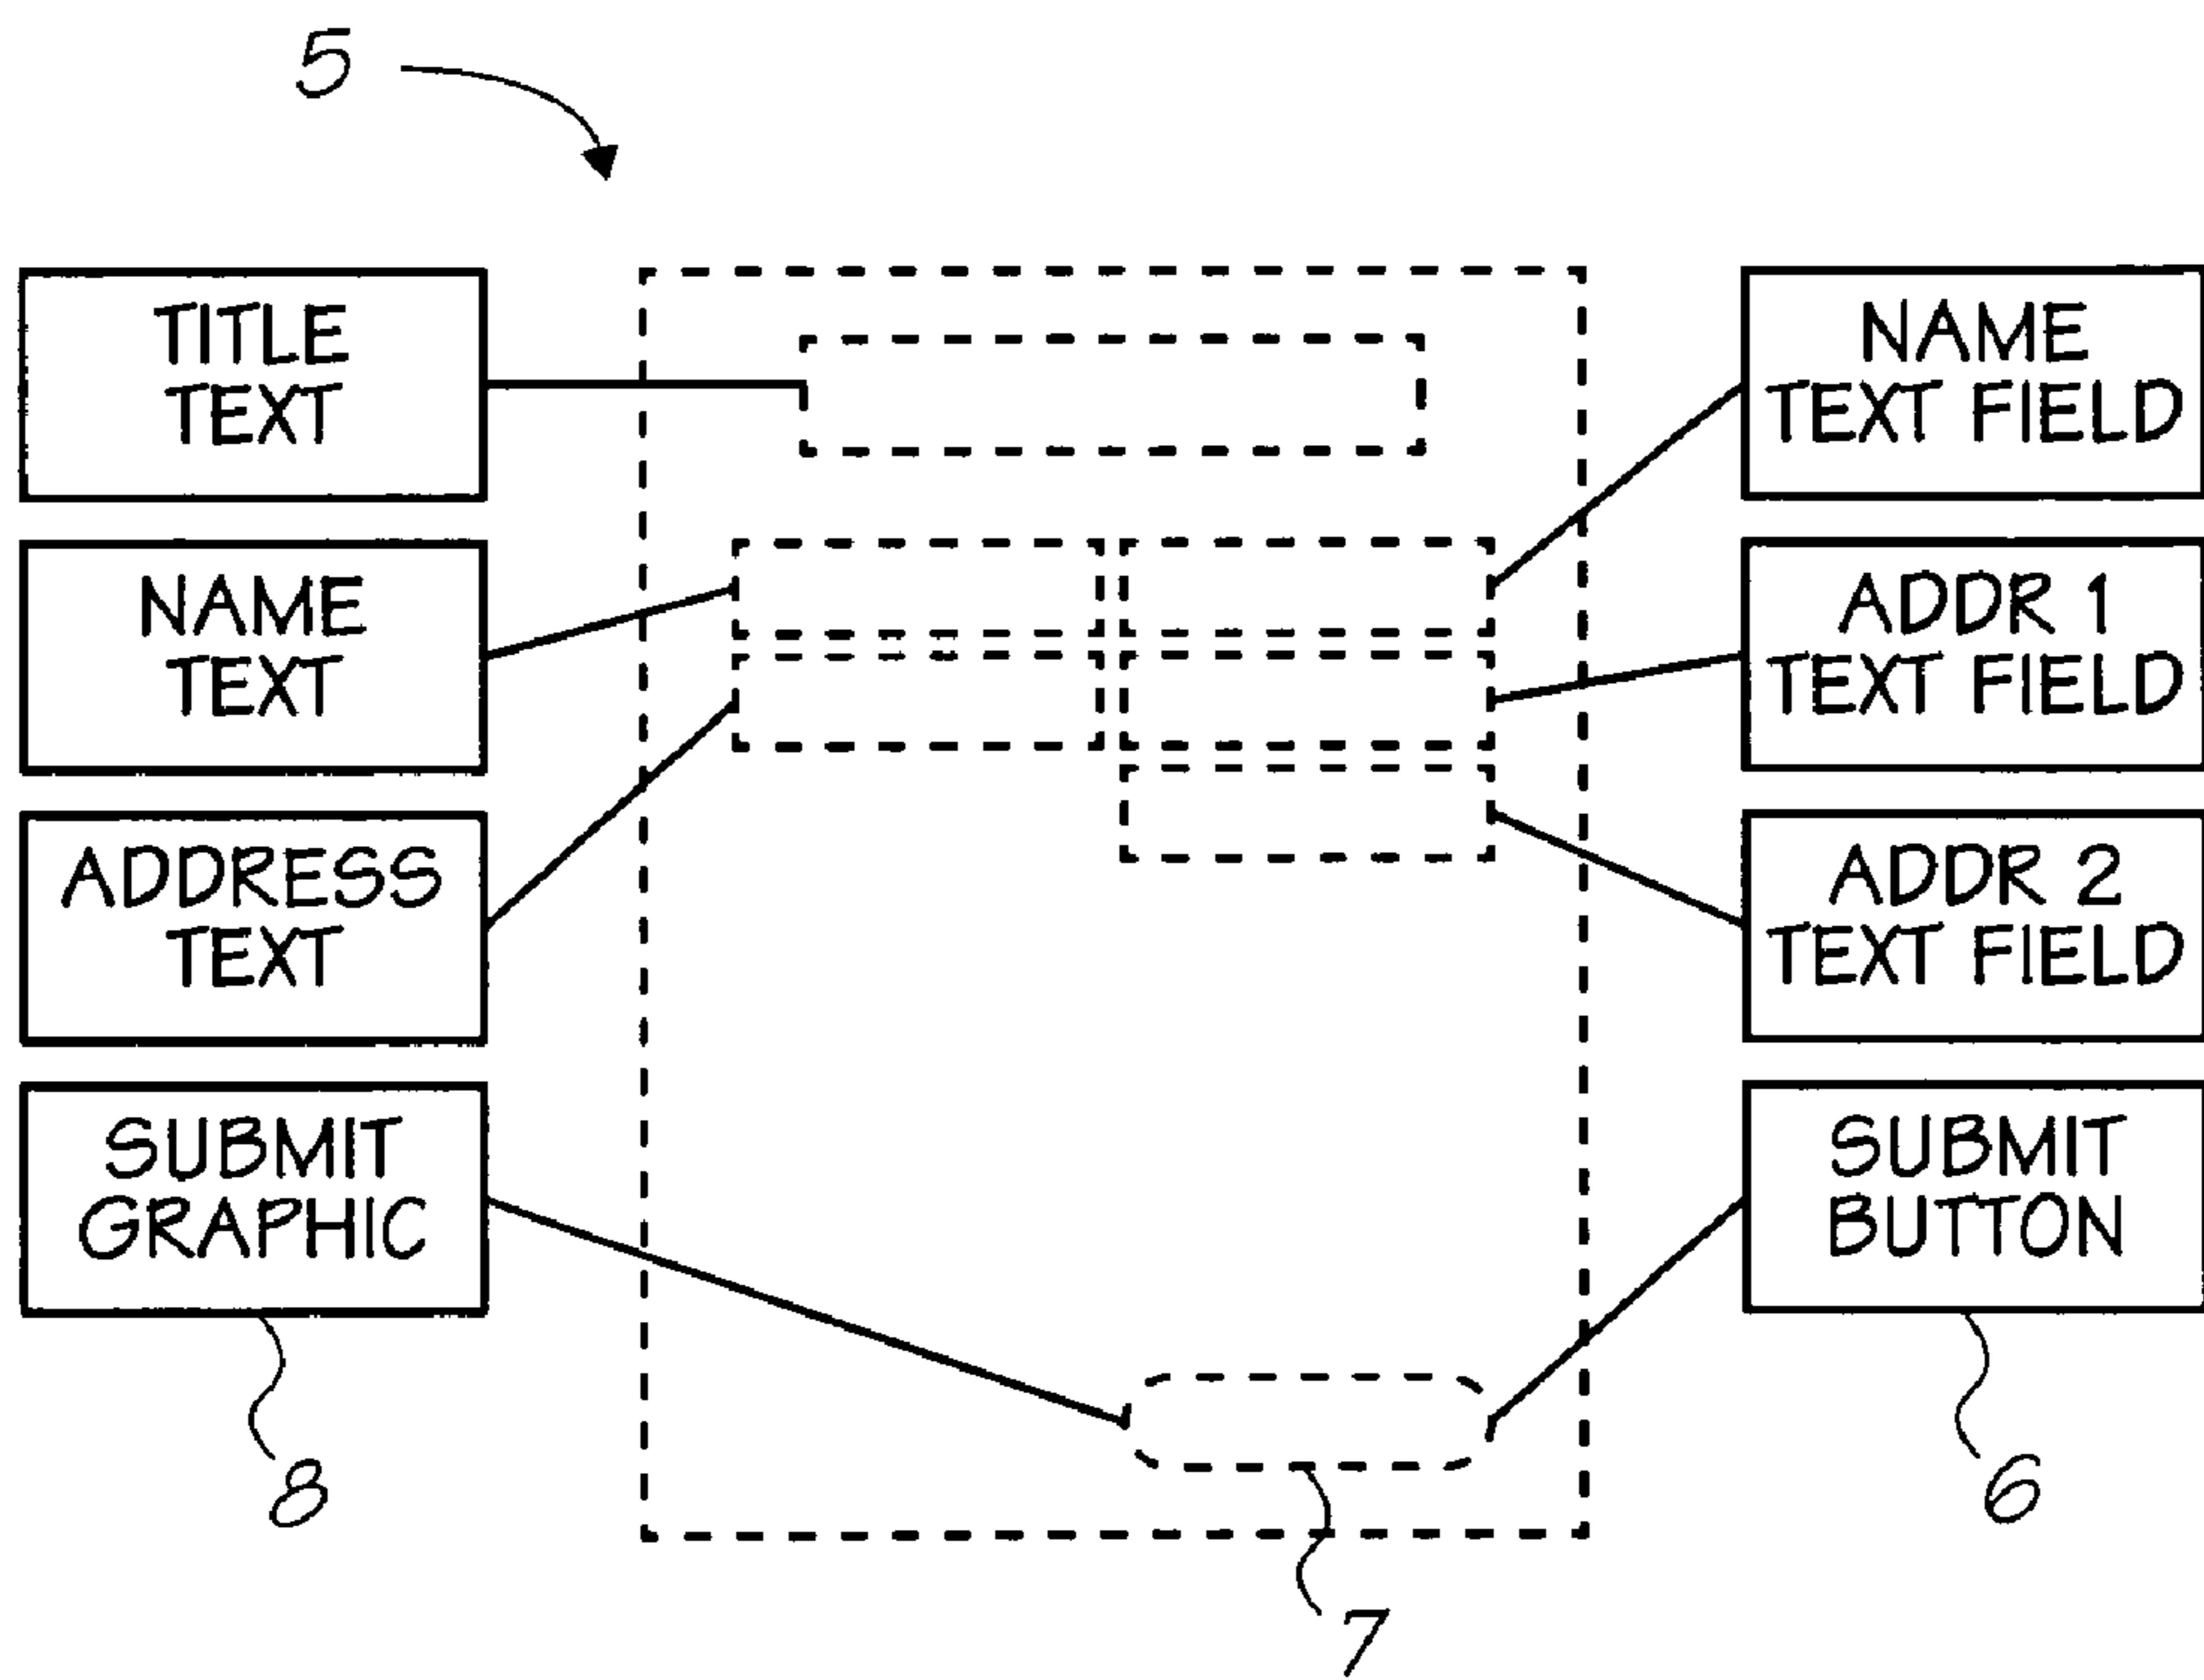 5
TITLE
TEXT
NAME
TEXT
ADDRESS
TEXT
SUBMIT
GRAPHIC
8
NAME
TEXT FIELD
ADDR 1
TEXT FIELD
ADDR 2
TEXT FIELD
SUBMIT
BUTTON
6
7